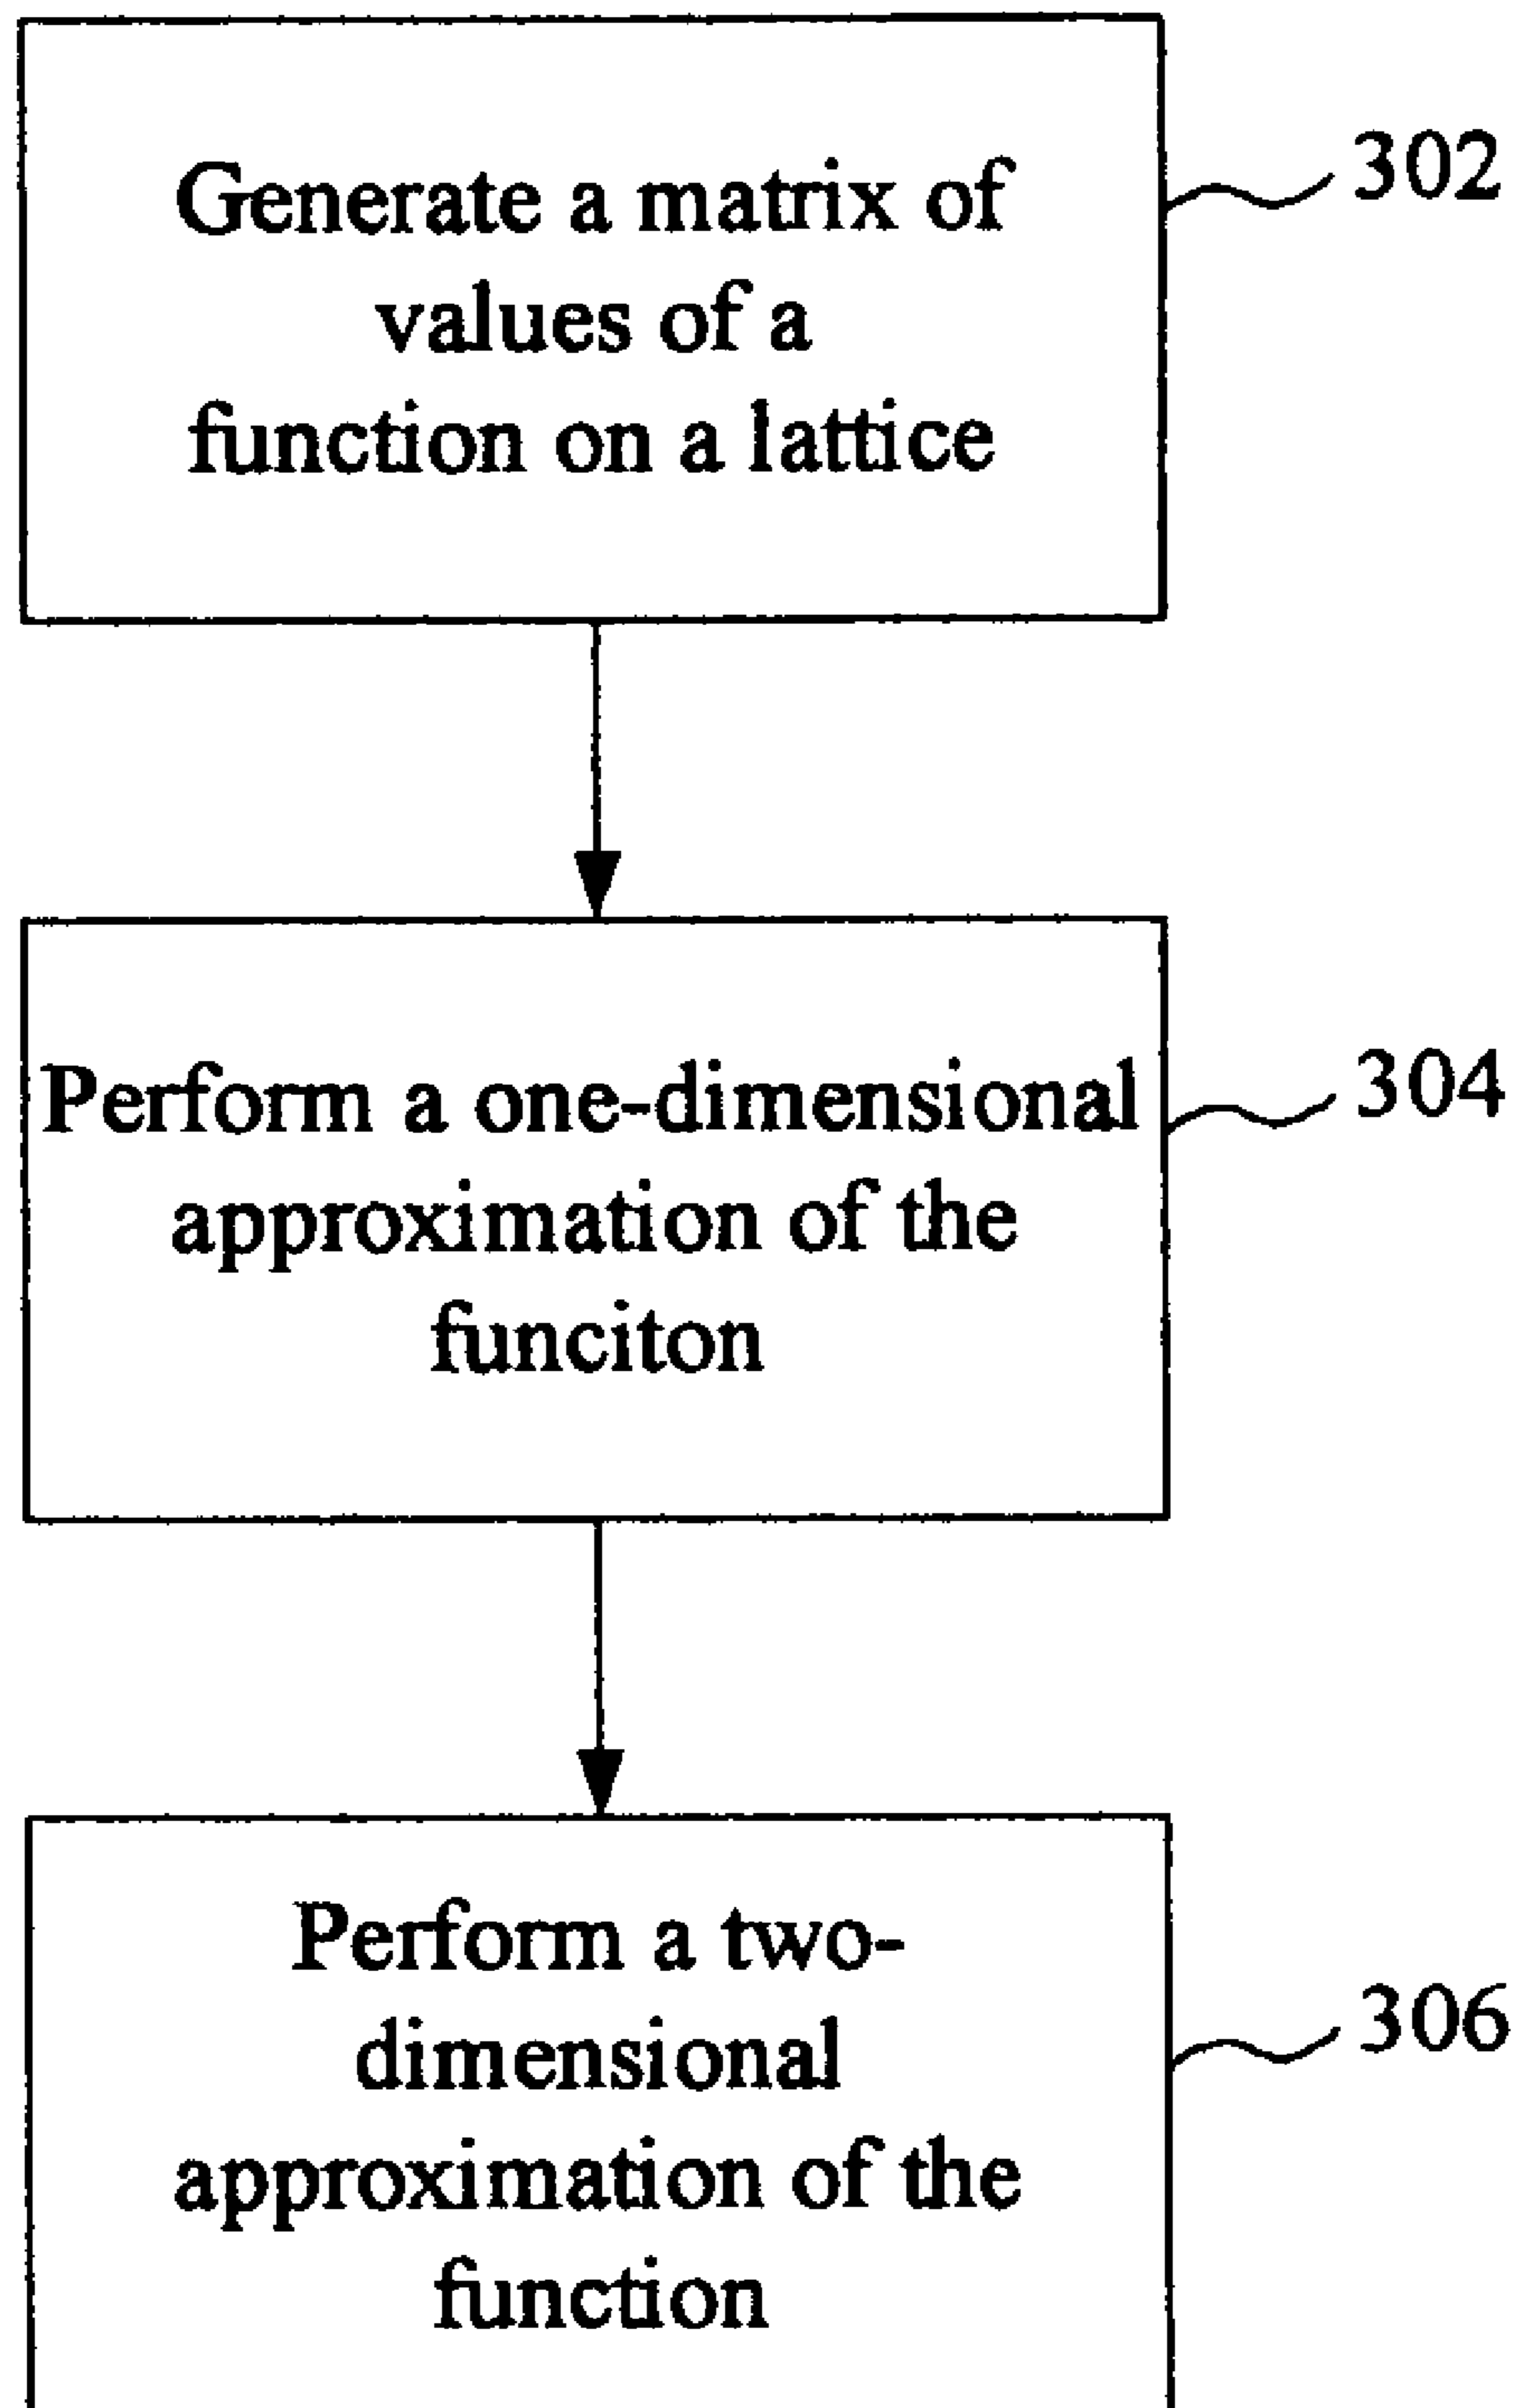 Generate a matrix of
values of a
function on a lattice
302
Perform a one-dimensional
approximation of the
funciton
304
Perform a two-
dimensional
approximation of the
function
306